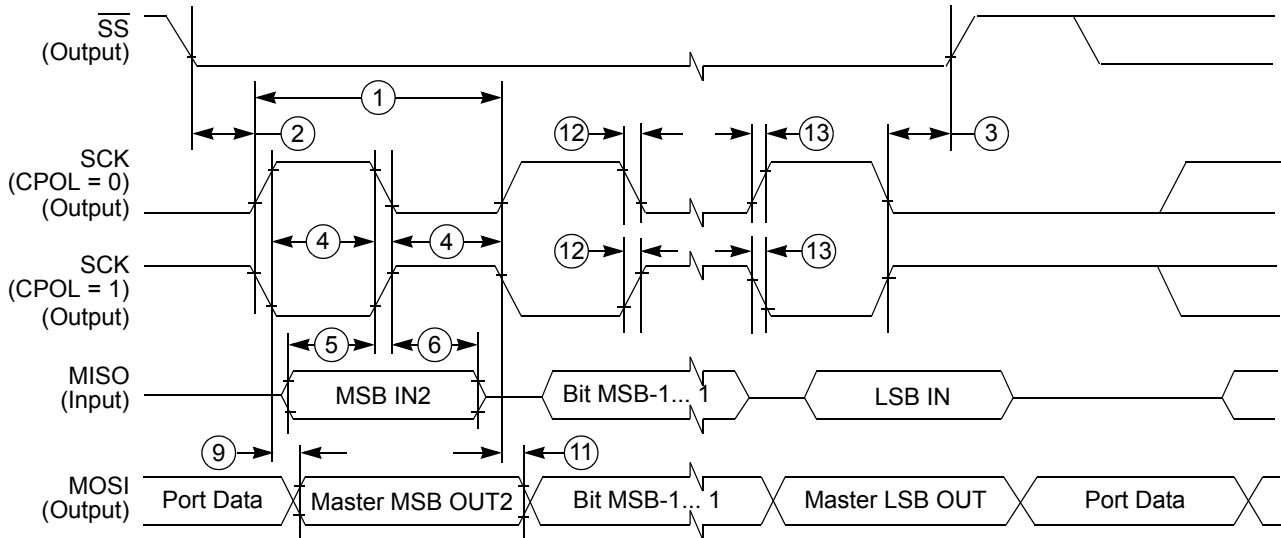 SS
(Output)
1
2
12
13
3
SCK
(CPOL = 0)
(Output)
4
4
SCK
(CPOL = 1)
(Output)
12
13
5
6
MISO
(Input)
MSB IN2
Bit MSB-1... 1
LSB IN
9
11
MOSI
(Output)
Port Data
Master MSB OUT2
Bit MSB-1... 1
Master LSB OUT
Port Data